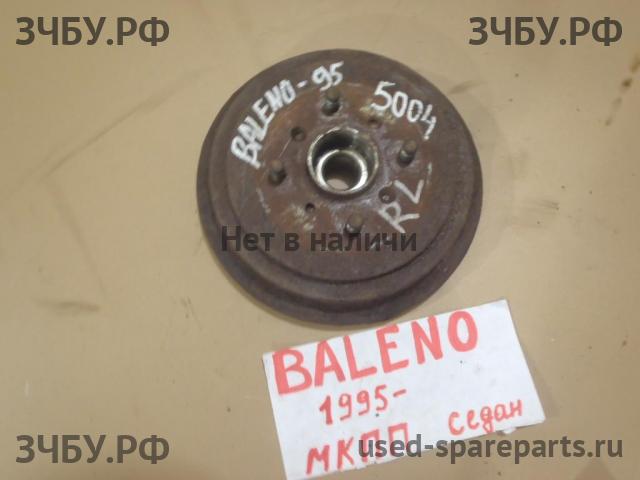 ЗЧБУ.РФ
ЗЧБУ.РФ
BALENO-95
5004
RL
Нет в наличи
BALENO
1995-
МКПП седан
ЗЧБУ.РФ
used-spareparts.ru